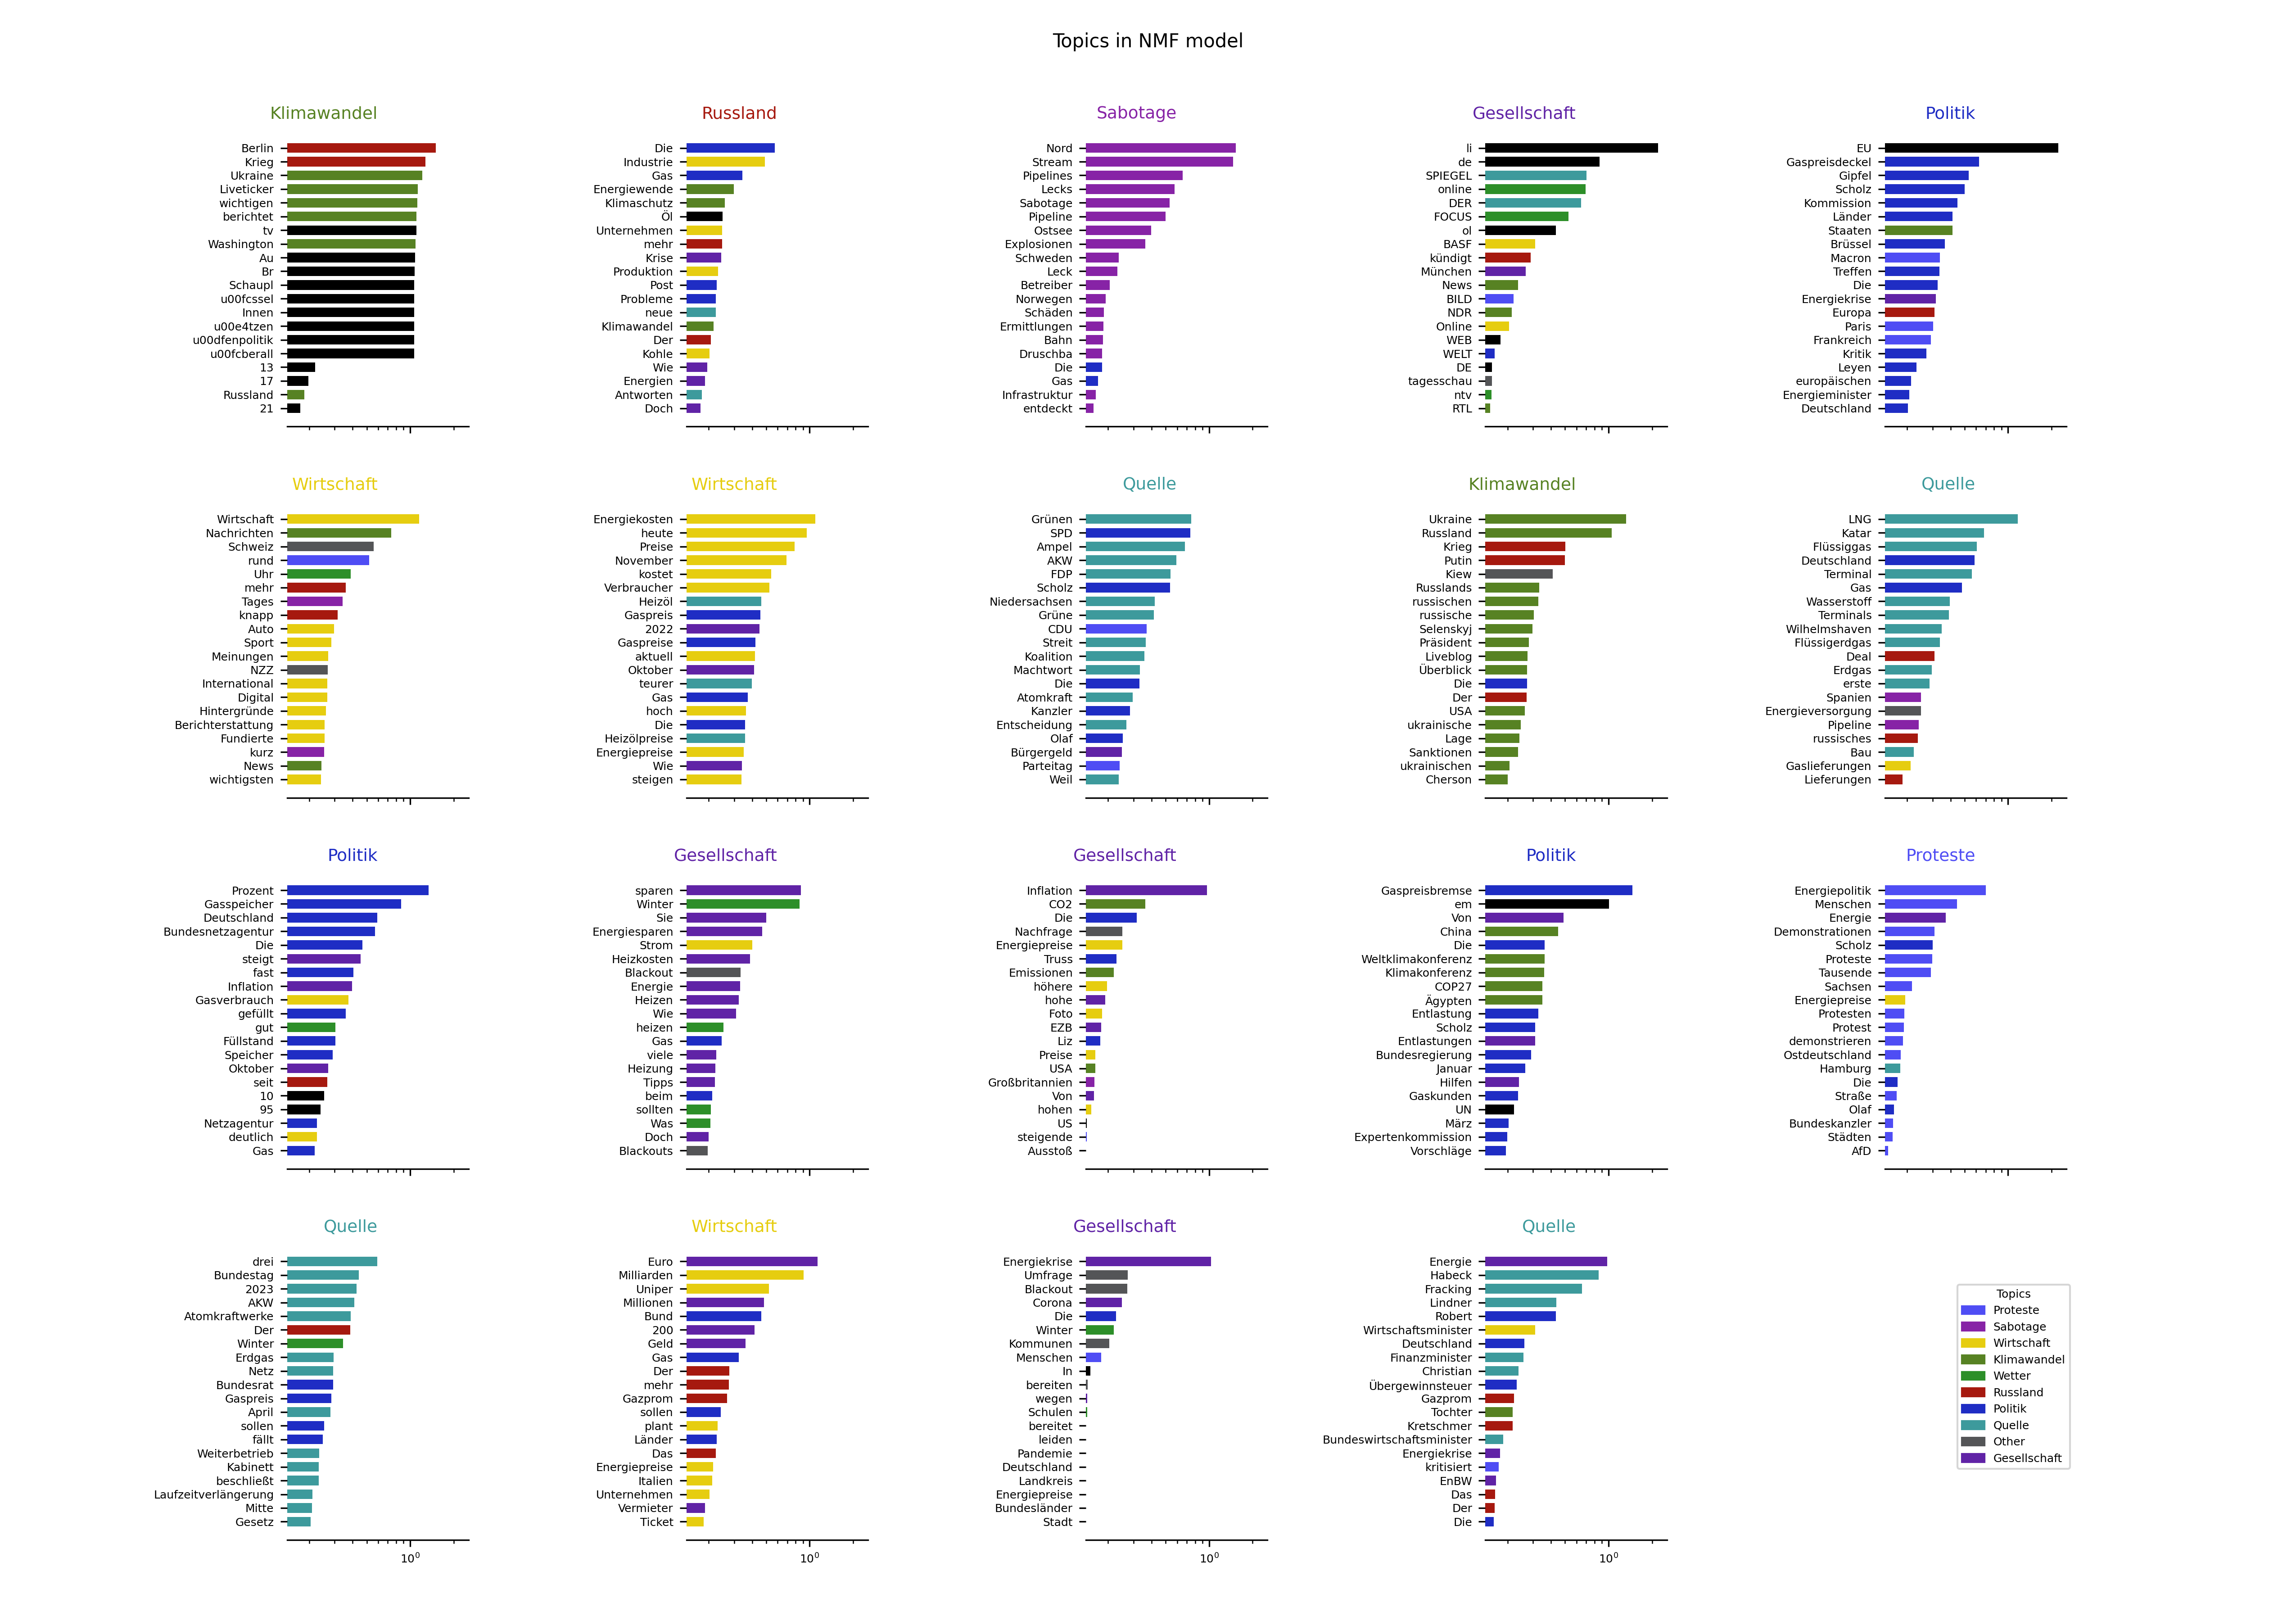 Topics in NMF model
Klimawandel
Berlin
Krieg
Ukraine
Liveticker
wichtigen
berichtet
tv
Washington
Au
Br
Schaupl
u00fcssel
Innen
u00e4tzen
u00dfenpolitik
u00fcberall
13
17
Russland
21
Russland
Die
Industrie
Gas
Energiewende
Klimaschutz
Öl
Unternehmen
mehr
Krise
Produktion
Post
Probleme
neue
Klimawandel
Der
Kohle
Wie
Energien
Antworten
Doch
Sabotage
Nord
Stream
Pipelines
Lecks
Sabotage
Pipeline
Ostsee
Explosionen
Schweden
Leck
Betreiber
Norwegen
Schäden
Ermittlungen
Bahn
Druschba
Die
Gas
Infrastruktur
entdeckt
Gesellschaft
li
de
SPIEGEL
online
DER
FOCUS
ol
BASF
kündigt
München
News
BILD
NDR
Online
WEB
WELT
DE
tagesschau
ntv
RTL
Politik
EU
Gaspreisdeckel
Gipfel
Scholz
Kommission
Länder
Staaten
Brüssel
Macron
Treffen
Die
Energiekrise
Europa
Paris
Frankreich
Kritik
Leyen
europäischen
Energieminister
Deutschland
Wirtschaft
Wirtschaft
Nachrichten
Schweiz
rund
Uhr
mehr
Tages
knapp
Auto
Sport
Meinungen
NZZ
International
Digital
Hintergründe
Berichterstattung
Fundierte
kurz
News
wichtigsten
Wirtschaft
Energiekosten
heute
Preise
November
kostet
Verbraucher
Heizöl
Gaspreis
2022
Gaspreise
aktuell
Oktober
teurer
Gas
hoch
Die
Heizölpreise
Energiepreise
Wie
steigen
Quelle
Grünen
SPD
Ampel
AKW
FDP
Scholz
Niedersachsen
Grüne
CDU
Streit
Koalition
Machtwort
Die
Atomkraft
Kanzler
Entscheidung
Olaf
Bürgergeld
Parteitag
Weil
Klimawandel
Ukraine
Russland
Krieg
Putin
Kiew
Russlands
russischen
russische
Selenskyj
Präsident
Liveblog
Überblick
Die
Der
USA
ukrainische
Lage
Sanktionen
ukrainischen
Cherson
Quelle
LNG
Katar
Flüssiggas
Deutschland
Terminal
Gas
Wasserstoff
Terminals
Wilhelmshaven
Flüssigerdgas
Deal
Erdgas
erste
Spanien
Energieversorgung
Pipeline
russisches
Bau
Gaslieferungen
Lieferungen
Politik
Prozent
Gasspeicher
Deutschland
Bundesnetzagentur
Die
steigt
fast
Inflation
Gasverbrauch
gefüllt
gut
Füllstand
Speicher
Oktober
seit
10
95
Netzagentur
deutlich
Gas
Gesellschaft
sparen
Winter
Sie
Energiesparen
Strom
Heizkosten
Blackout
Energie
Heizen
Wie
heizen
Gas
viele
Heizung
Tipps
beim
sollten
Was
Doch
Blackouts
Gesellschaft
Inflation
CO2
Die
Nachfrage
Energiepreise
Truss
Emissionen
höhere
hohe
Foto
EZB
Liz
Preise
USA
Großbritannien
Von
hohen
US
steigende
Ausstoß
Politik
Gaspreisbremse
em
Von
China
Die
Weltklimakonferenz
Klimakonferenz
COP27
Ägypten
Entlastung
Scholz
Entlastungen
Bundesregierung
Januar
Hilfen
Gaskunden
UN
März
Expertenkommission
Vorschläge
Proteste
Energiepolitik
Menschen
Energie
Demonstrationen
Scholz
Proteste
Tausende
Sachsen
Energiepreise
Protesten
Protest
demonstrieren
Ostdeutschland
Hamburg
Die
Straße
Olaf
Bundeskanzler
Städten
AfD
Quelle
drei
Bundestag
2023
AKW
Atomkraftwerke
Der
Winter
Erdgas
Netz
Bundesrat
Gaspreis
April
sollen
fällt
Weiterbetrieb
Kabinett
beschließt
Laufzeitverlängerung
Mitte
Gesetz
10⁰
Wirtschaft
Euro
Milliarden
Uniper
Millionen
Bund
200
Geld
Gas
Der
mehr
Gazprom
sollen
plant
Länder
Das
Energiepreise
Italien
Unternehmen
Vermieter
Ticket
10⁰
Gesellschaft
Energiekrise
Umfrage
Blackout
Corona
Die
Winter
Kommunen
Menschen
In
bereiten
wegen
Schulen
bereitet
leiden
Pandemie
Deutschland
Landkreis
Energiepreise
Bundesländer
Stadt
10⁰
Quelle
Energie
Habeck
Fracking
Lindner
Robert
Wirtschaftsminister
Deutschland
Finanzminister
Christian
Übergewinnsteuer
Gazprom
Tochter
Kretschmer
Bundeswirtschaftsminister
Energiekrise
kritisiert
EnBW
Das
Der
Die
10⁰
Topics
Proteste
Sabotage
Wirtschaft
Klimawandel
Wetter
Russland
Politik
Quelle
Other
Gesellschaft